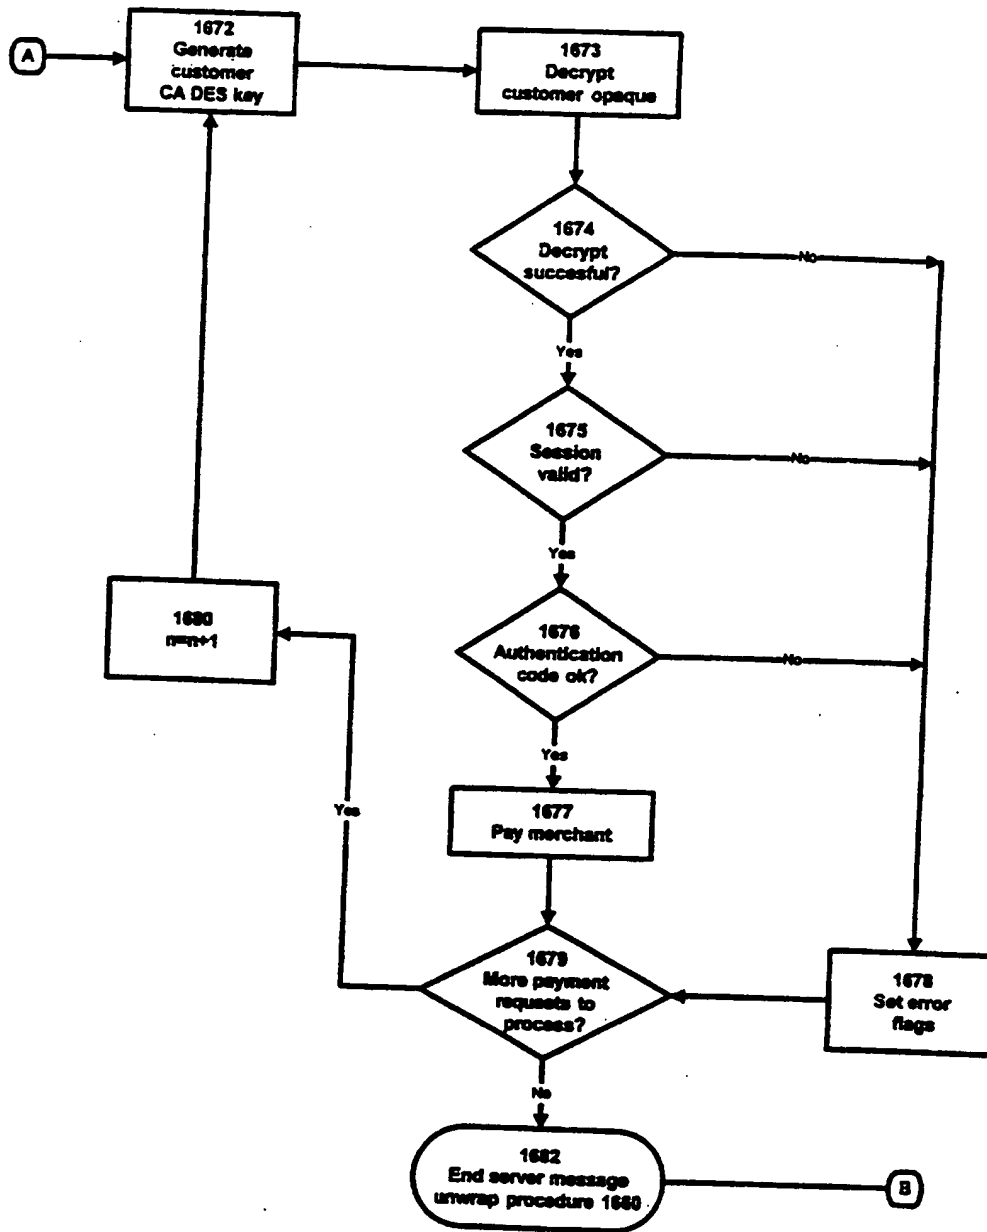 A
1672
Generate
customer
CA DES key
1673
Decrypt
customer opaque
1674
Decrypt
succesful?
No
Yes
1675
Session
valid?
No
Yes
1680
n=n+1
1676
Authentication
code ok?
No
Yes
Yes
1677
Pay merchant
1679
More payment
requests to
process?
1678
Set error
flags
No
1682
End server message
unwrap procedure 1660
B